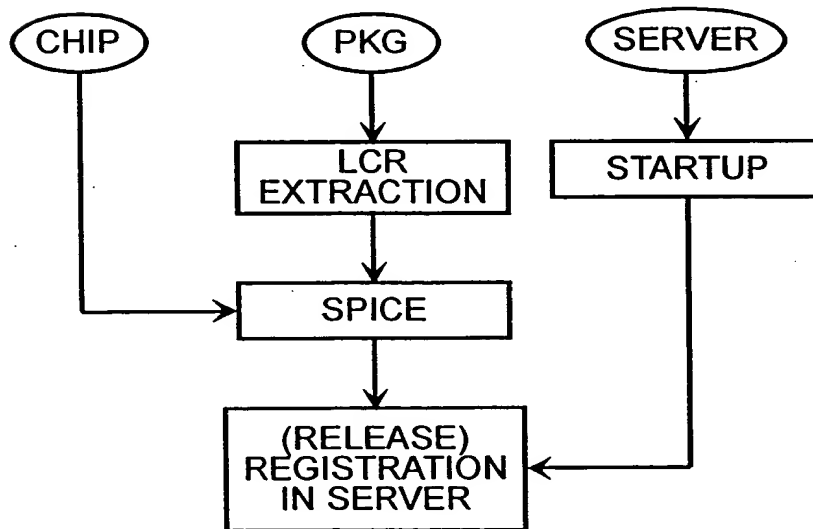 CHIP
PKG
SERVER
LCR
EXTRACTION
STARTUP
SPICE
(RELEASE)
REGISTRATION
IN SERVER